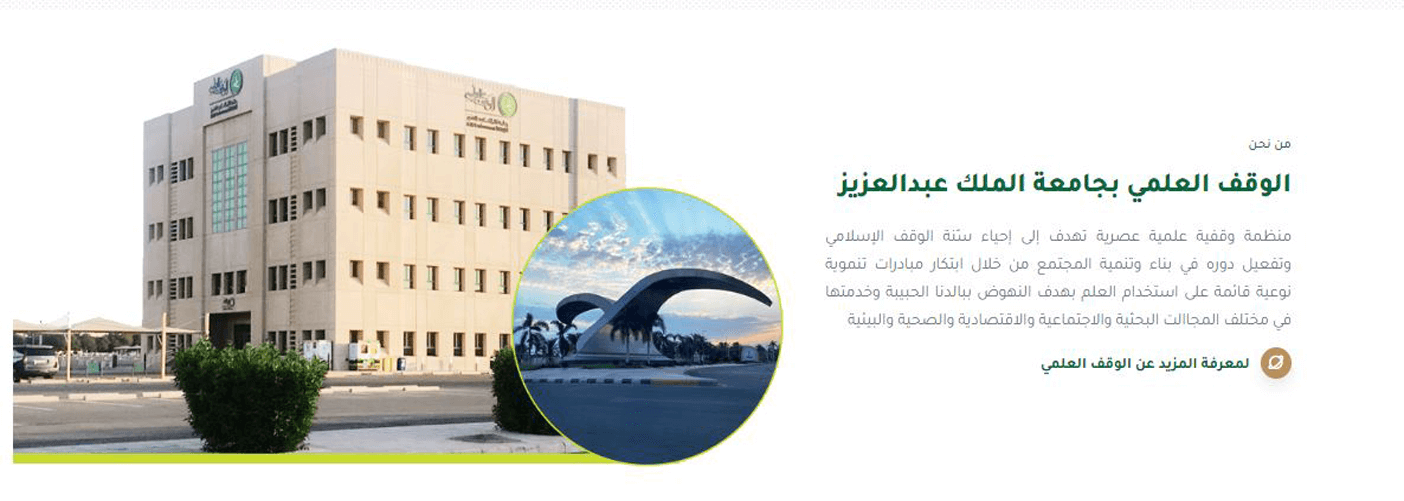 من نحن
الوقف العلمي بجامعة الملك عبدالعزيز
منظمة وقفية علمية عصرية تهدف إلى إحياء سنّة الوقف الإسلامي
وتفعيل دوره في بناء وتنمية المجتمع من خلال ابتكار مبادرات تنموية
نوعية قائمة على استخدام العلم بهدف النهوض ببالدنا الحبيبة وخدمتها
في مختلف المجاالت البحثية والاجتماعية والاقتصادية والصحية والبيئية
لمعرفة المزيد عن الوقف العلمي